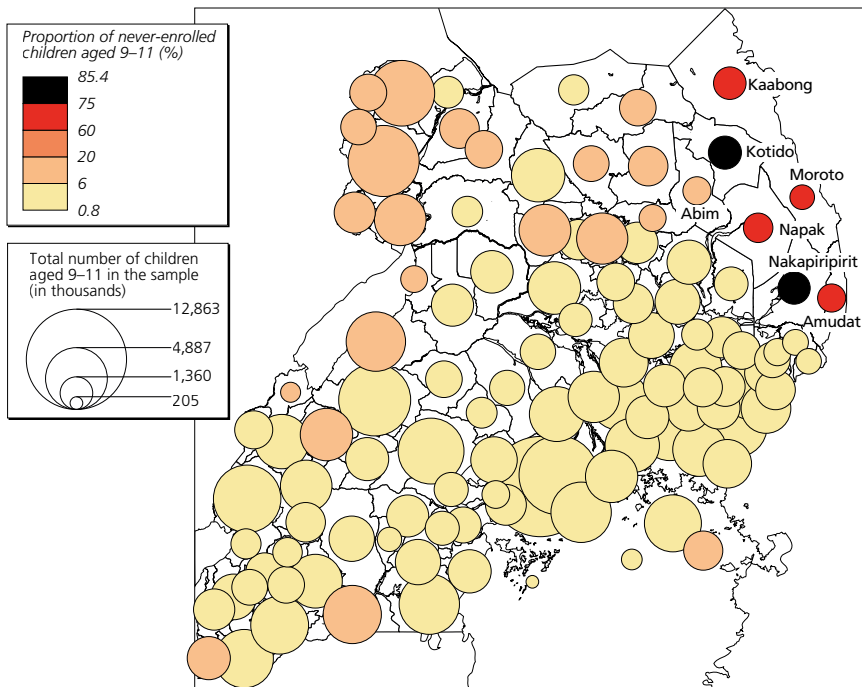 Proportion of never-enrolled
children aged 9–11 (%)
85.4
75
60
20
6
0.8
Total number of children
aged 9–11 in the sample
(in thousands)
12,863
4,887
1,360
205
Kaabong
Kotido
Moroto
Abim
Napak
Nakapiripirit
Amudat